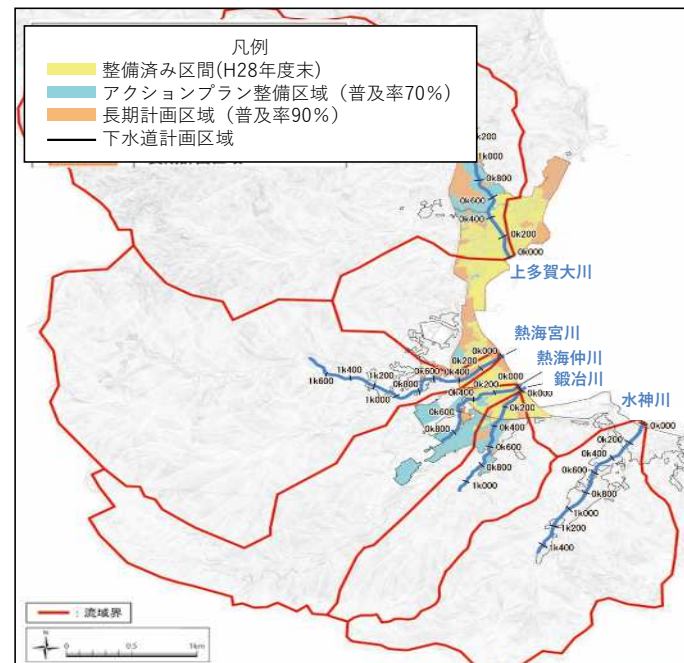 凡例
整備済み区間(H28年度末)
アクションプラン整備区域（普及率70％）
長期計画区域（普及率90％）
下水道計画区域
0k200
1k000
0k800
0k600
0k400
0k200
0k000
上多賀大川
熱海宮川
0k000
熱海仲川
0k200
鍛冶川
1k400
0k600
0k400
0k000
1k600
1k200
0k800
0k200
0k000
水神川
1k000
0k400
0k200
0k000
0k600
0k400
0k200
0k800
0k600
0k400
0k800
0k600
1k000
0k800
1k000
1k200
1k400
：流域界
N
0
0.5
1km